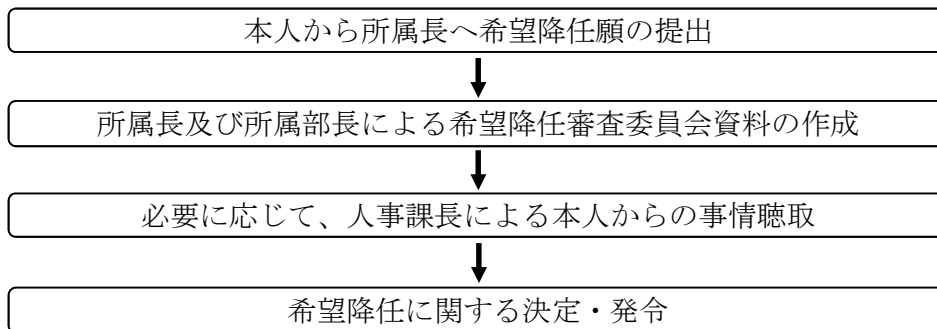 本人から所属長へ希望降任願の提出
所属長及び所属部長による希望降任審査委員会資料の作成
必要に応じて、人事課長による本人からの事情聴取
希望降任に関する決定・発令